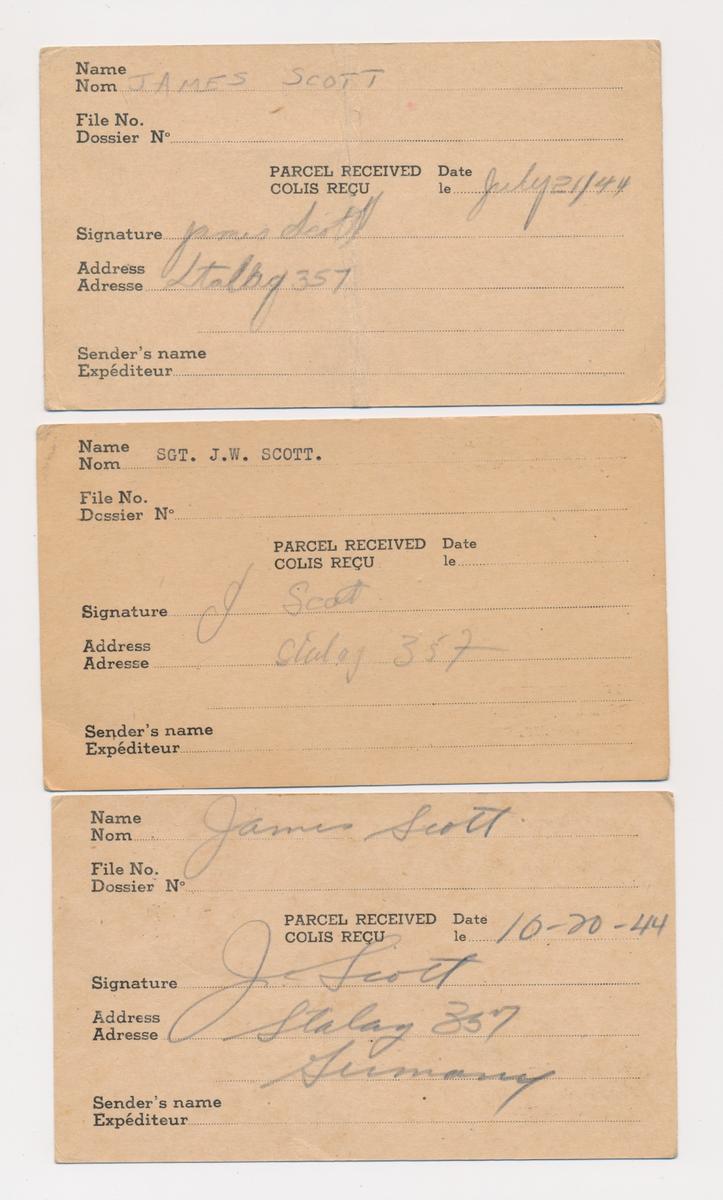 Name
Nom JAMES SCOTT
File No.
Dossier Nº
PARCEL RECEIVED Date
COLIS REÇU le July 21/44
Signature James Scott
Address
Adresse Stalag 357
Sender's name
Expéditeur
Name
Nom SGT. J.W. SCOTT.
File No.
Dossier Nº
PARCEL RECEIVED Date
COLIS REÇU le
Signature J Scott
Address
Adresse Stalag 357
Sender's name
Expéditeur
Name
Nom James Scott
File No.
Dossier Nº
PARCEL RECEIVED Date
COLIS REÇU le 10-20-44
Signature J. Scott
Address
Adresse Stalag 357
Germany
Sender's name
Expéditeur